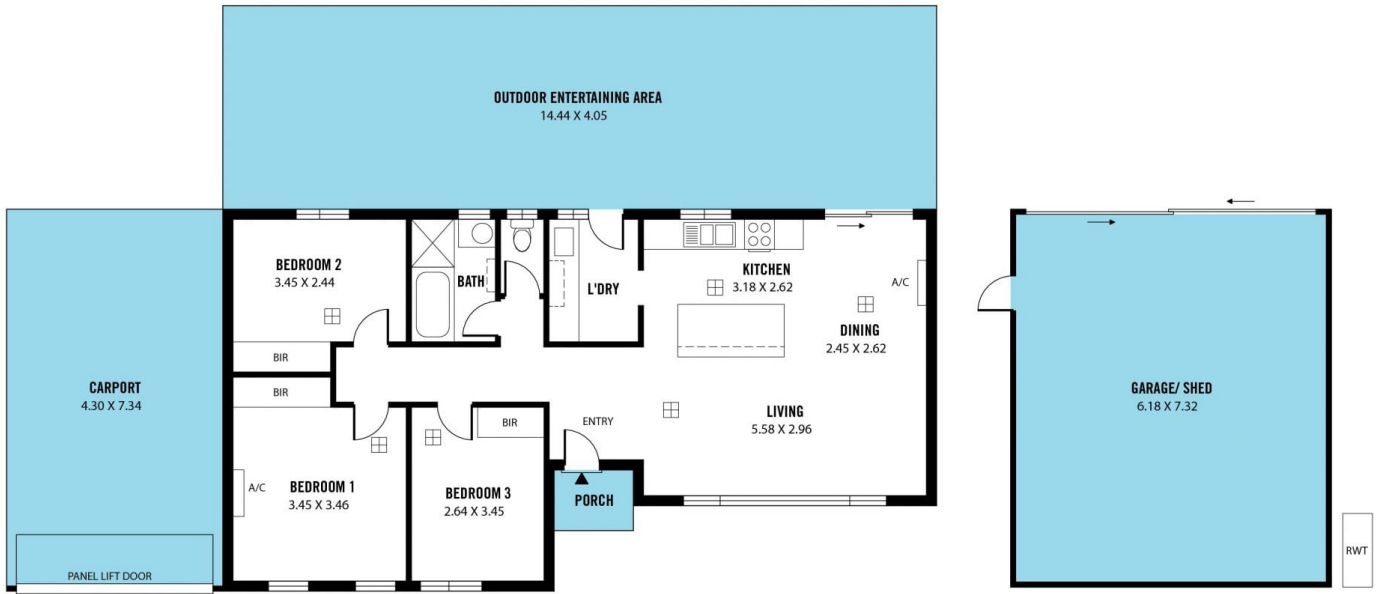 OUTDOOR ENTERTAINING AREA
14.44 X 4.05
BEDROOM 2
3.45 X 2.44
BIR
BATH
L'DRY
KITCHEN
3.18 X 2.62
A/C
DINING
2.45 X 2.62
CARPORT
4.30 X 7.34
PANEL LIFT DOOR
BIR
A/C
BEDROOM 1
3.45 X 3.46
BIR
BEDROOM 3
2.64 X 3.45
ENTRY
PORCH
LIVING
5.58 X 2.96
GARAGE/ SHED
6.18 X 7.32
RWT